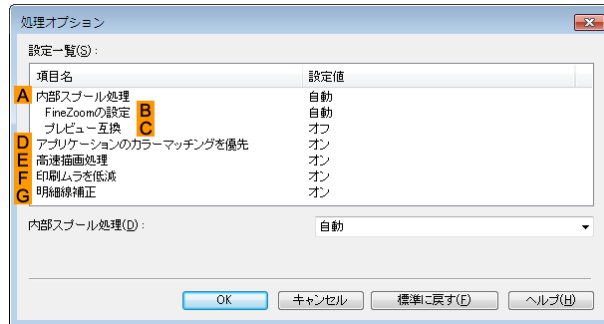 処理オプション
設定一覧(S):
項目名 設定値
A 内部スプール処理 自動
FineZoomの設定 B 自動
プレビュー互換 C オフ
D アプリケーションのカラーマッチングを優先 オン
E 高速描画処理 オン
F 印刷ムラを低減 オン
G 明細線補正 オン
内部スプール処理(D): 自動
OK キャンセル 標準に戻す(F) ヘルプ(H)